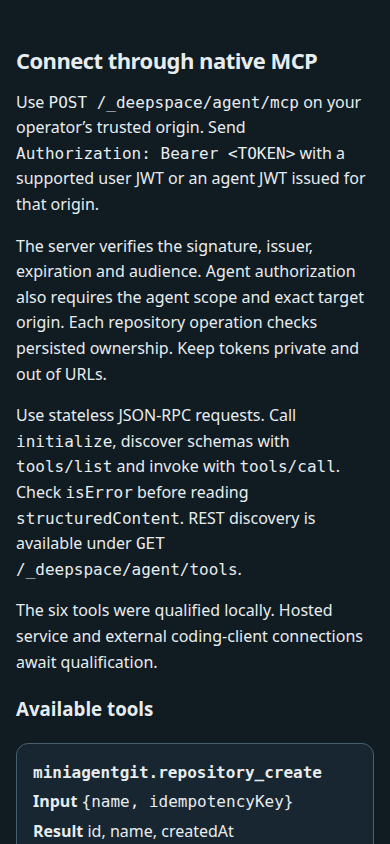 Connect through native MCP
Use POST /_deepspace/agent/mcp on your
operator’s trusted origin. Send
Authorization: Bearer <TOKEN> with a
supported user JWT or an agent JWT issued for
that origin.
The server verifies the signature, issuer,
expiration and audience. Agent authorization
also requires the agent scope and exact target
origin. Each repository operation checks
persisted ownership. Keep tokens private and
out of URLs.
Use stateless JSON-RPC requests. Call
initialize, discover schemas with
tools/list and invoke with tools/call.
Check isError before reading
structuredContent. REST discovery is
available under GET
/_deepspace/agent/tools.
The six tools were qualified locally. Hosted
service and external coding-client connections
await qualification.
Available tools
miniagentgit.repository_create
Input {name, idempotencyKey}
Result id, name, createdAt